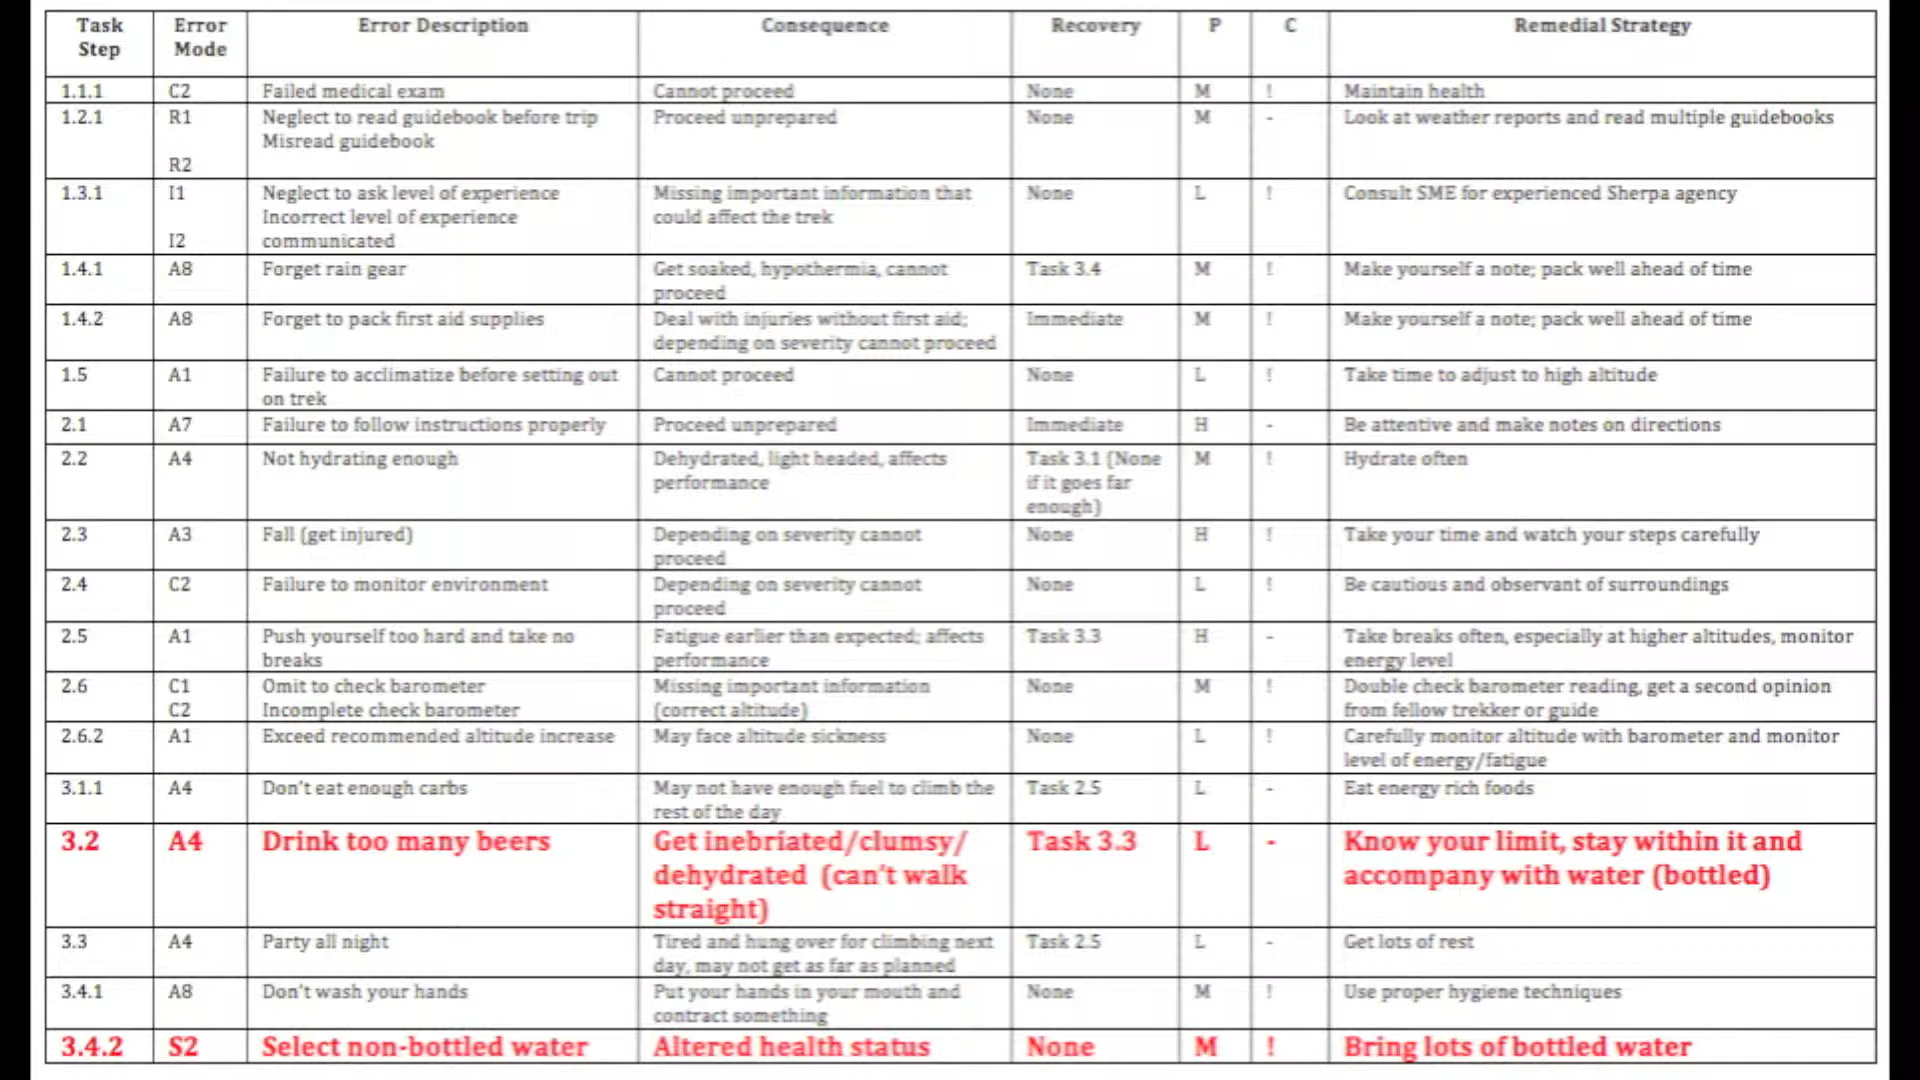 Task Step | Error Mode | Error Description | Consequence | Recovery | P | C | Remedial Strategy
1.1.1 | C2 | Failed medical exam | Cannot proceed | None | M | ! | Maintain health
1.2.1 | R1 R2 | Neglect to read guidebook before trip Misread guidebook | Proceed unprepared | None | M | - | Look at weather reports and read multiple guidebooks
1.3.1 | I1 I2 | Neglect to ask level of experience Incorrect level of experience communicated | Missing important information that could affect the trek | None | L | ! | Consult SME for experienced Sherpa agency
1.4.1 | A8 | Forget rain gear | Get soaked, hypothermia, cannot proceed | Task 3.4 | M | ! | Make yourself a note; pack well ahead of time
1.4.2 | A8 | Forget to pack first aid supplies | Deal with injuries without first aid; depending on severity cannot proceed | Immediate | M | ! | Make yourself a note; pack well ahead of time
1.5 | A1 | Failure to acclimatize before setting out on trek | Cannot proceed | None | L | ! | Take time to adjust to high altitude
2.1 | A7 | Failure to follow instructions properly | Proceed unprepared | Immediate | H | - | Be attentive and make notes on directions
2.2 | A4 | Not hydrating enough | Dehydrated, light headed, affects performance | Task 3.1 (None if it goes far enough) | M | ! | Hydrate often
2.3 | A3 | Fall (get injured) | Depending on severity cannot proceed | None | H | ! | Take your time and watch your steps carefully
2.4 | C2 | Failure to monitor environment | Depending on severity cannot proceed | None | L | ! | Be cautious and observant of surroundings
2.5 | A1 | Push yourself too hard and take no breaks | Fatigue earlier than expected; affects performance | Task 3.3 | H | - | Take breaks often, especially at higher altitudes, monitor energy level
2.6 | C1 C2 | Omit to check barometer Incomplete check barometer | Missing important information (correct altitude) | None | M | ! | Double check barometer reading, get a second opinion from fellow trekker or guide
2.6.2 | A1 | Exceed recommended altitude increase | May face altitude sickness | None | L | ! | Carefully monitor altitude with barometer and monitor level of energy/fatigue
3.1.1 | A4 | Don't eat enough carbs | May not have enough fuel to climb the rest of the day | Task 2.5 | L | - | Eat energy rich foods
3.2 | A4 | Drink too many beers | Get inebriated/clumsy/ dehydrated (can't walk straight) | Task 3.3 | L | - | Know your limit, stay within it and accompany with water (bottled)
3.3 | A4 | Party all night | Tired and hung over for climbing next day, may not get as far as planned | Task 2.5 | L | - | Get lots of rest
3.4.1 | A8 | Don't wash your hands | Put your hands in your mouth and contract something | None | M | ! | Use proper hygiene techniques
3.4.2 | S2 | Select non-bottled water | Altered health status | None | M | ! | Bring lots of bottled water